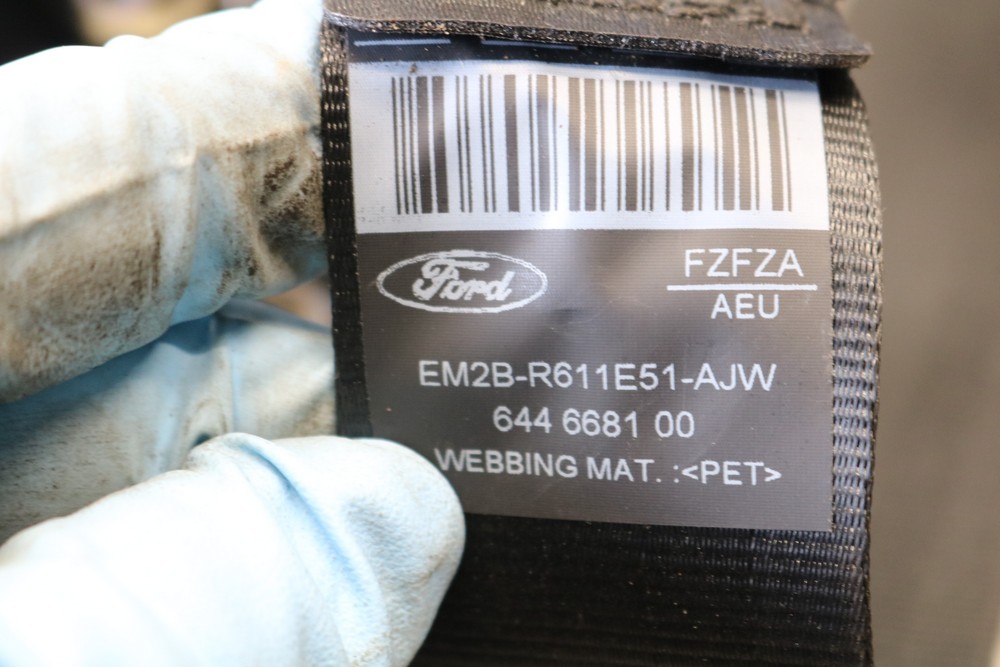 Ford
FZFZA
AEU
EM2B-R611E51-AJW
644 6681 00
WEBBING MAT. :<PET>